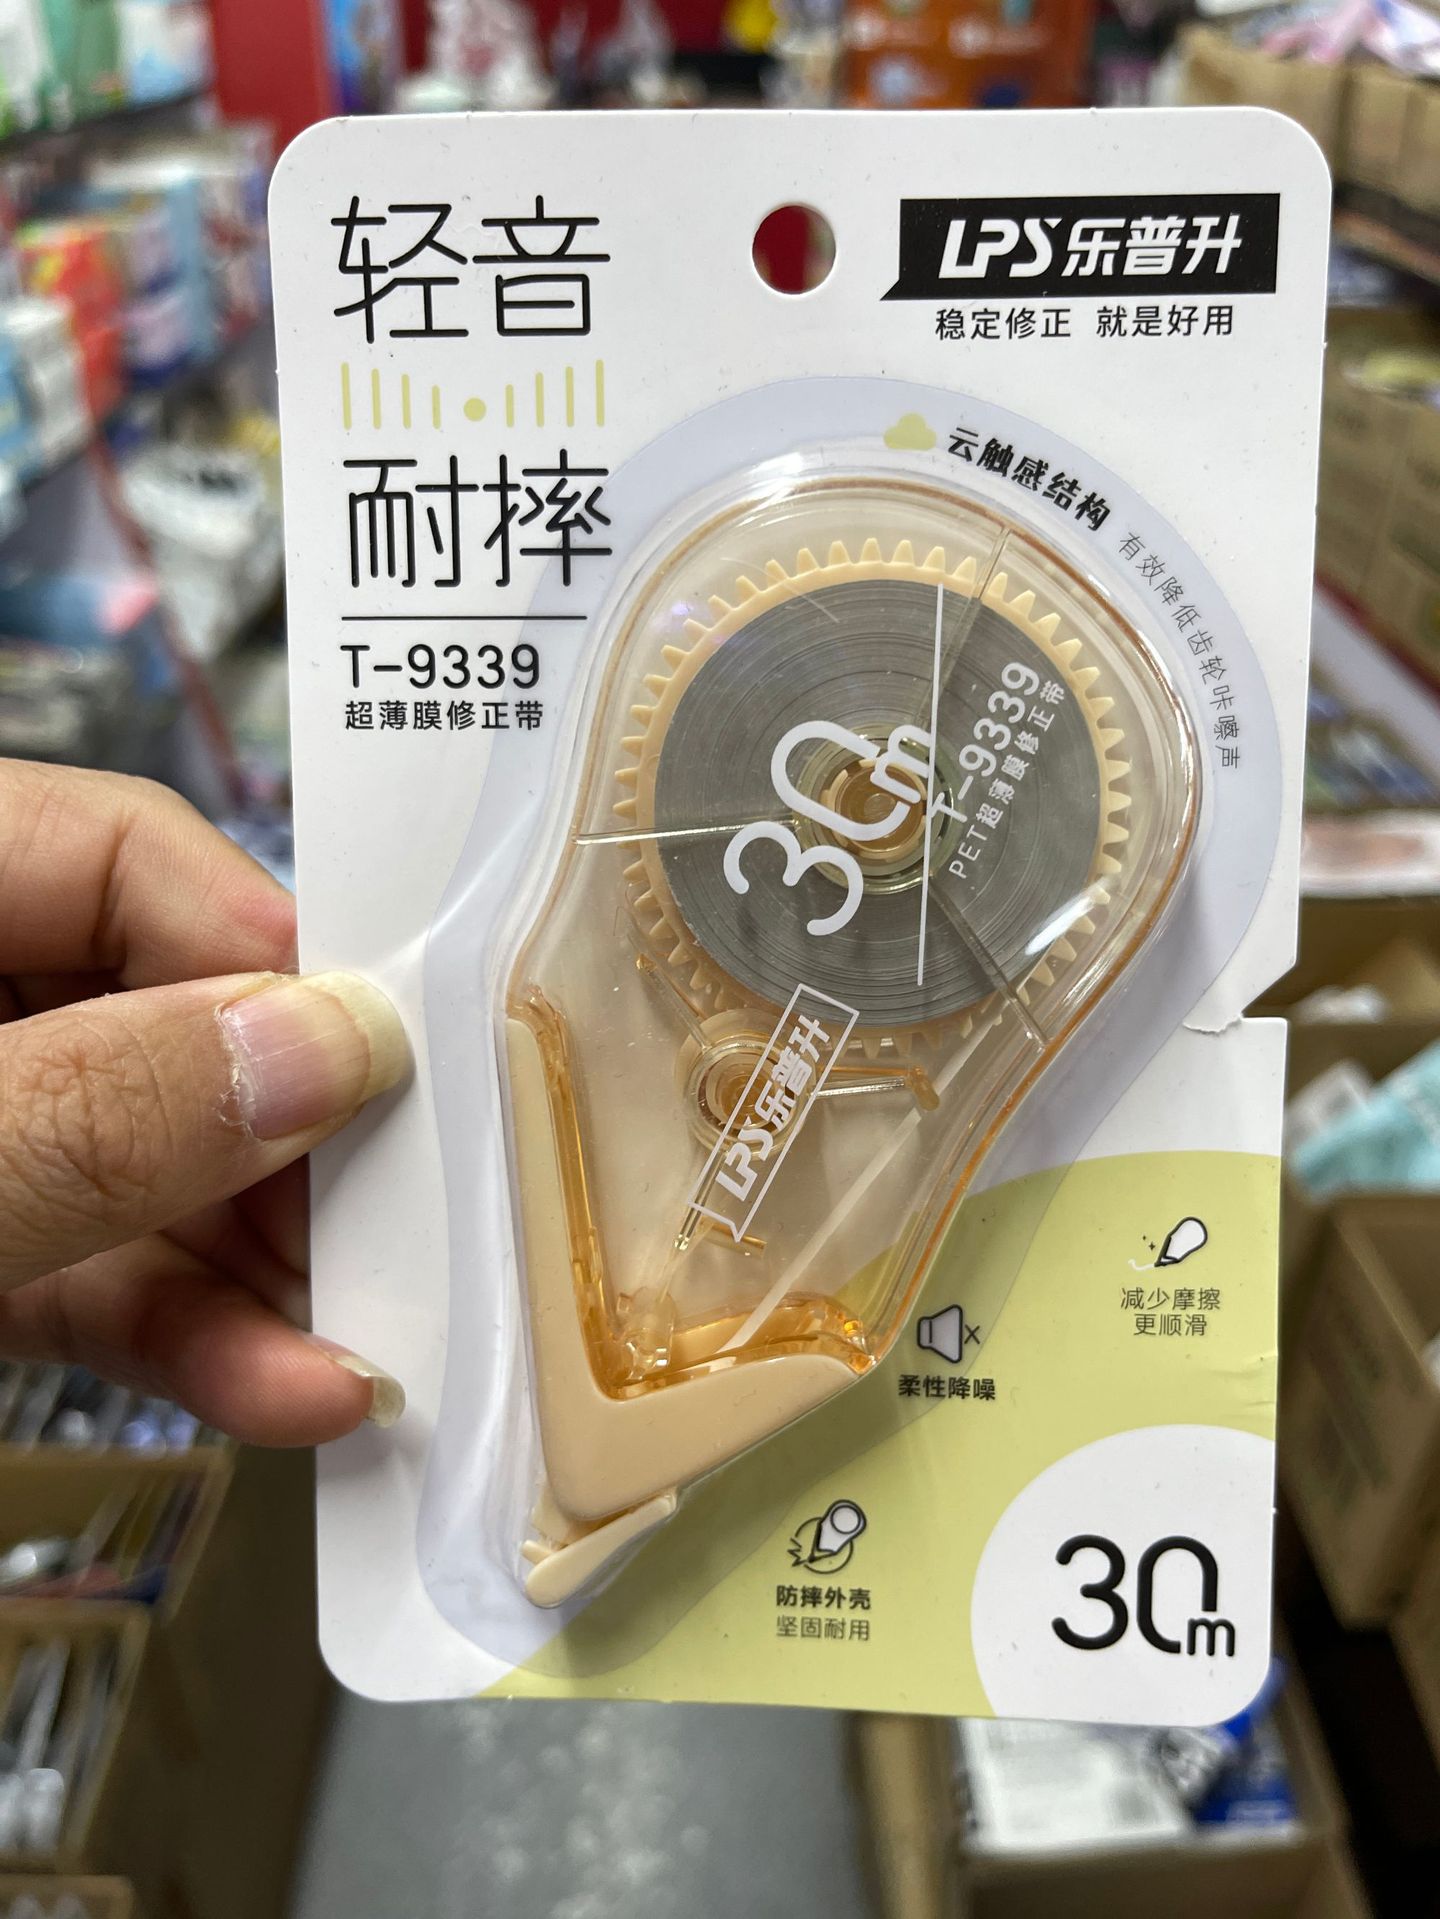 轻音
耐摔
T-9339
超薄膜修正带
LPS乐普升
稳定修正 就是好用
云触感结构 有效降低齿轮咔嚓声
30m
T-9339
PET超薄膜修正带
LPS乐普升
减少摩擦
更顺滑
柔性降噪
防摔外壳
坚固耐用
30m